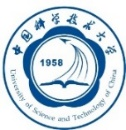 中国科学技术大学
1958
University of Science and Technology of China